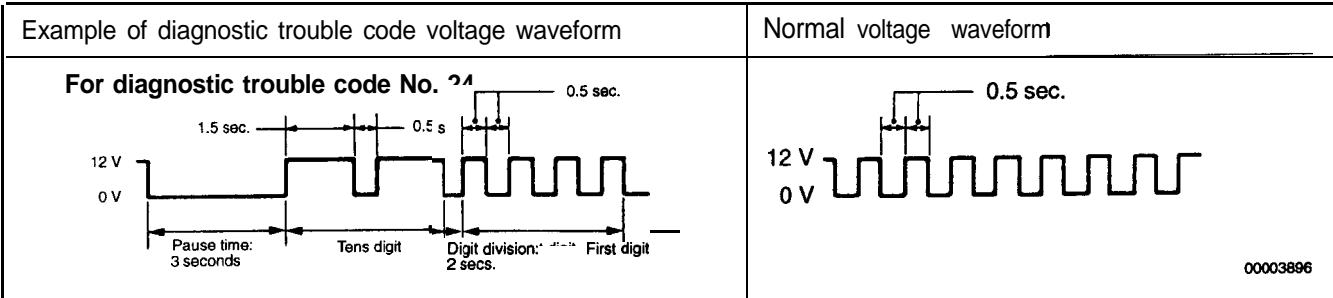 Example of diagnostic trouble code voltage waveform
Normal voltage waveform
For diagnostic trouble code No.
0.5 sec.
1.5 sec.
0.5 s
12 V
0 V
Pause time:
3 seconds
Tens digit
Digit division:
2 secs.
First digit
0.5 sec.
12 V
0 V
00003896